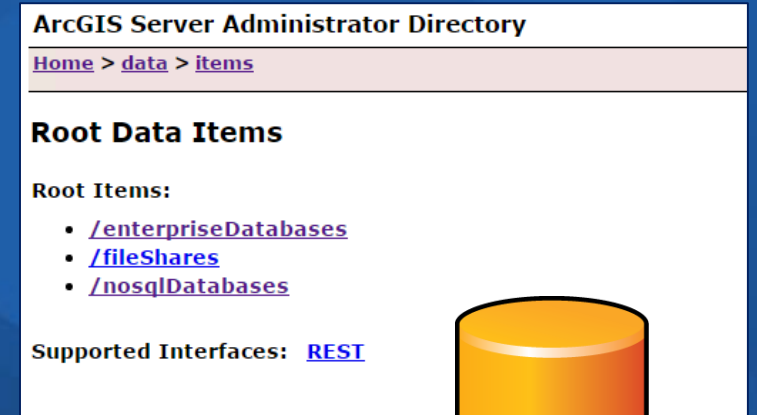 ArcGIS Server Administrator Directory
Home > data > items
Root Data Items
Root Items:
/enterpriseDatabases
/fileShares
/nosqlDatabases
Supported Interfaces: REST